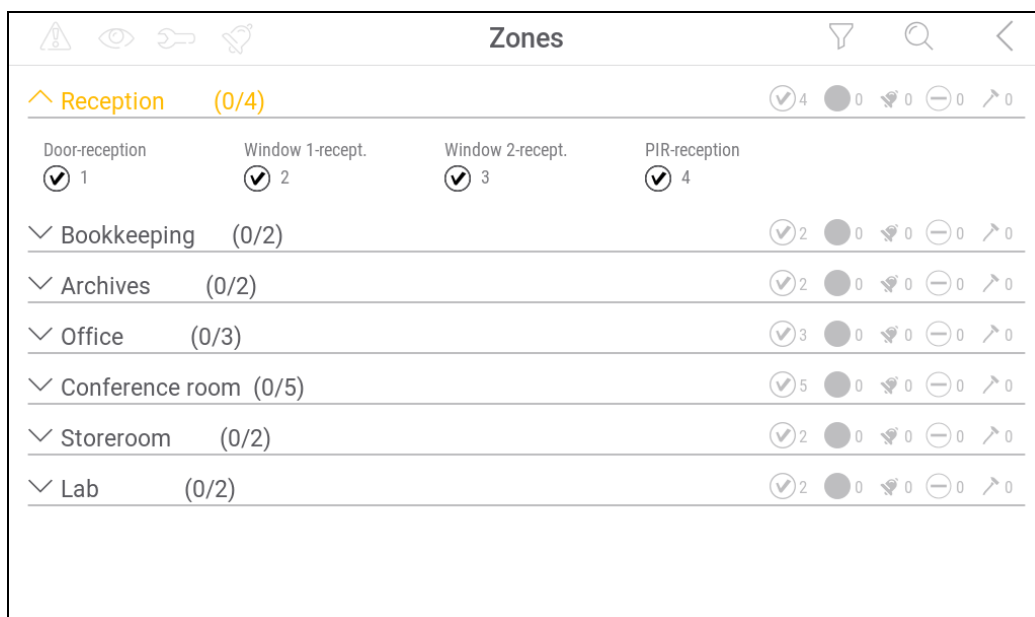 Zones
Reception (0/4) 4 0 0 0 0
Door-reception Window 1-recept. Window 2-recept. PIR-reception
1 2 3 4
Bookkeeping (0/2) 2 0 0 0 0
Archives (0/2) 2 0 0 0 0
Office (0/3) 3 0 0 0 0
Conference room (0/5) 5 0 0 0 0
Storeroom (0/2) 2 0 0 0 0
Lab (0/2) 2 0 0 0 0